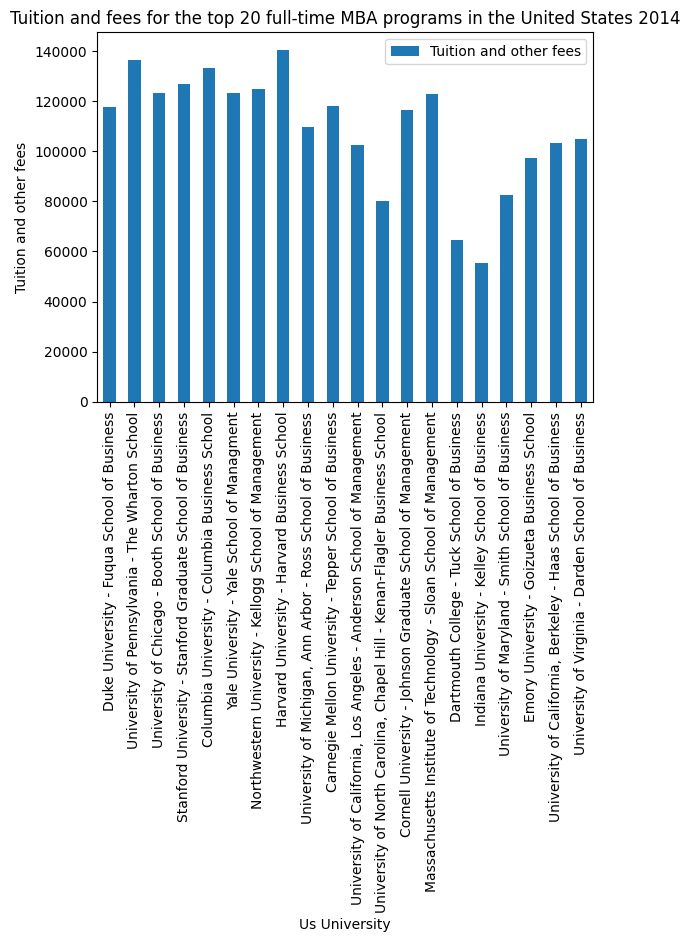 Tuition and fees for the top 20 full-time MBA programs in the United States 2014
Tuition and other fees
Tuition and other fees
140000
120000
100000
80000
60000
40000
20000
0
Duke University - Fuqua School of Business
University of Pennsylvania - The Wharton School
University of Chicago - Booth School of Business
Stanford University - Stanford Graduate School of Business
Columbia University - Columbia Business School
Yale University - Yale School of Managment
Northwestern University - Kellogg School of Management
Harvard University - Harvard Business School
University of Michigan, Ann Arbor - Ross School of Business
Carnegie Mellon University - Tepper School of Business
University of California, Los Angeles - Anderson School of Management
University of North Carolina, Chapel Hill - Kenan-Flagler Business School
Cornell University - Johnson Graduate School of Management
Massachusetts Institute of Technology - Sloan School of Management
Dartmouth College - Tuck School of Business
Indiana University - Kelley School of Business
University of Maryland - Smith School of Business
Emory University - Goizueta Business School
University of California, Berkeley - Haas School of Business
University of Virginia - Darden School of Business
Us University